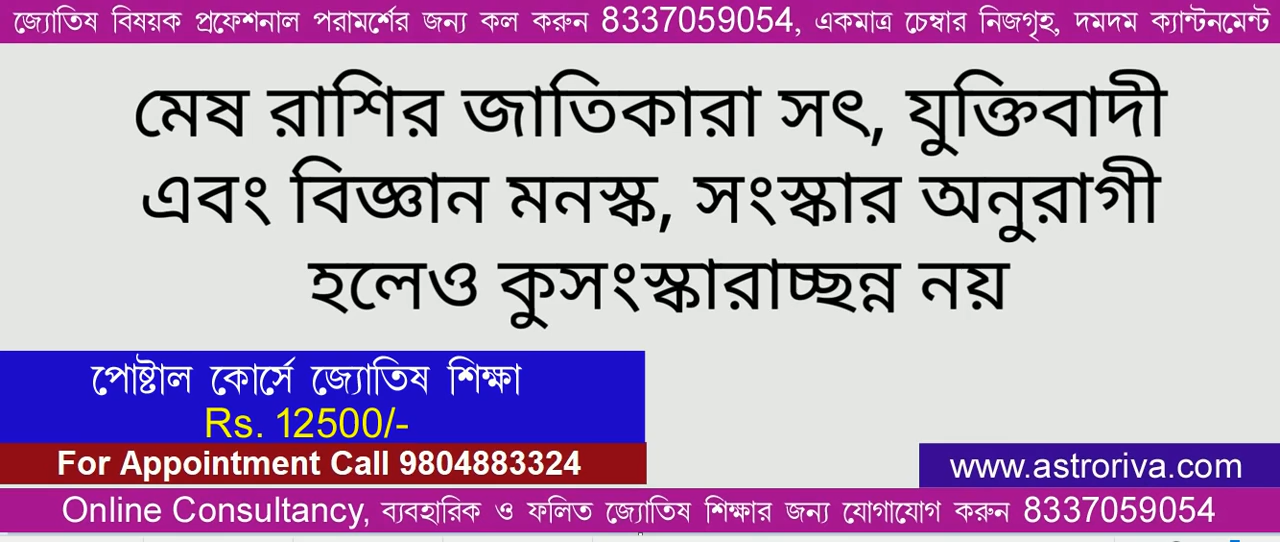 জ্যোতিষ বিষয়ক প্রফেশনাল পরামর্শের জন্য কল করুন 8337059054, একমাত্র চেম্বার নিজগৃহ, দমদম ক্যান্টনমেন্ট
মেষ রাশির জাতিকারা সৎ, যুক্তিবাদী
এবং বিজ্ঞান মনস্ক, সংস্কার অনুরাগী
হলেও কুসংস্কারাচ্ছন্ন নয়
পোষ্টাল কোর্সে জ্যোতিষ শিক্ষা
Rs. 12500/-
For Appointment Call 9804883324
www.astroriva.com
Online Consultancy, ব্যবহারিক ও ফলিত জ্যোতিষ শিক্ষার জন্য যোগাযোগ করুন 8337059054